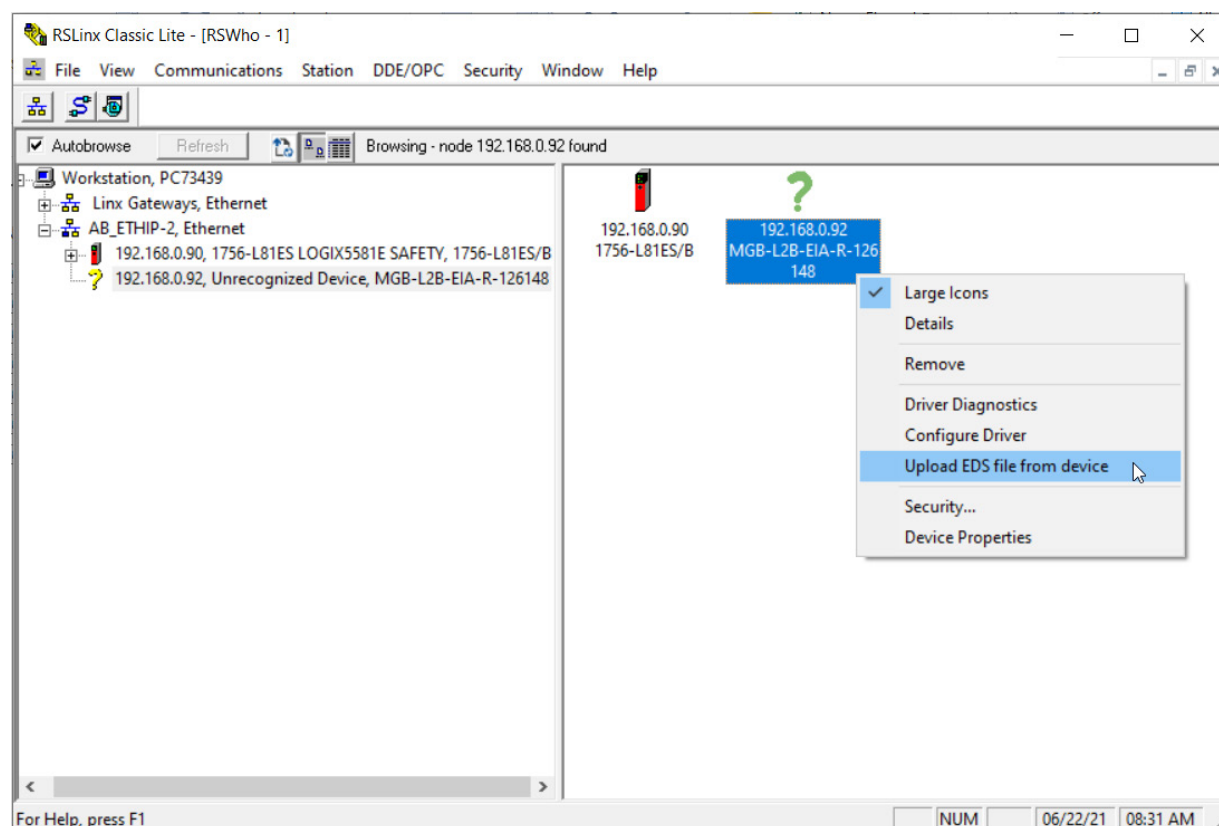 RSLinx Classic Lite - [RSWho - 1]
File View Communications Station DDE/OPC Security Window Help
Autobrowse Refresh Browsing - node 192.168.0.92 found
Workstation, PC73439
Linx Gateways, Ethernet
AB_ETHIP-2, Ethernet
192.168.0.90, 1756-L81ES LOGIX5581E SAFETY, 1756-L81ES/B
192.168.0.92, Unrecognized Device, MGB-L2B-EIA-R-126148
192.168.0.90
1756-L81ES/B
192.168.0.92
MGB-L2B-EIA-R-126
148
Large Icons
Details
Remove
Driver Diagnostics
Configure Driver
Upload EDS file from device
Security...
Device Properties
For Help, press F1
NUM 06/22/21 08:31 AM